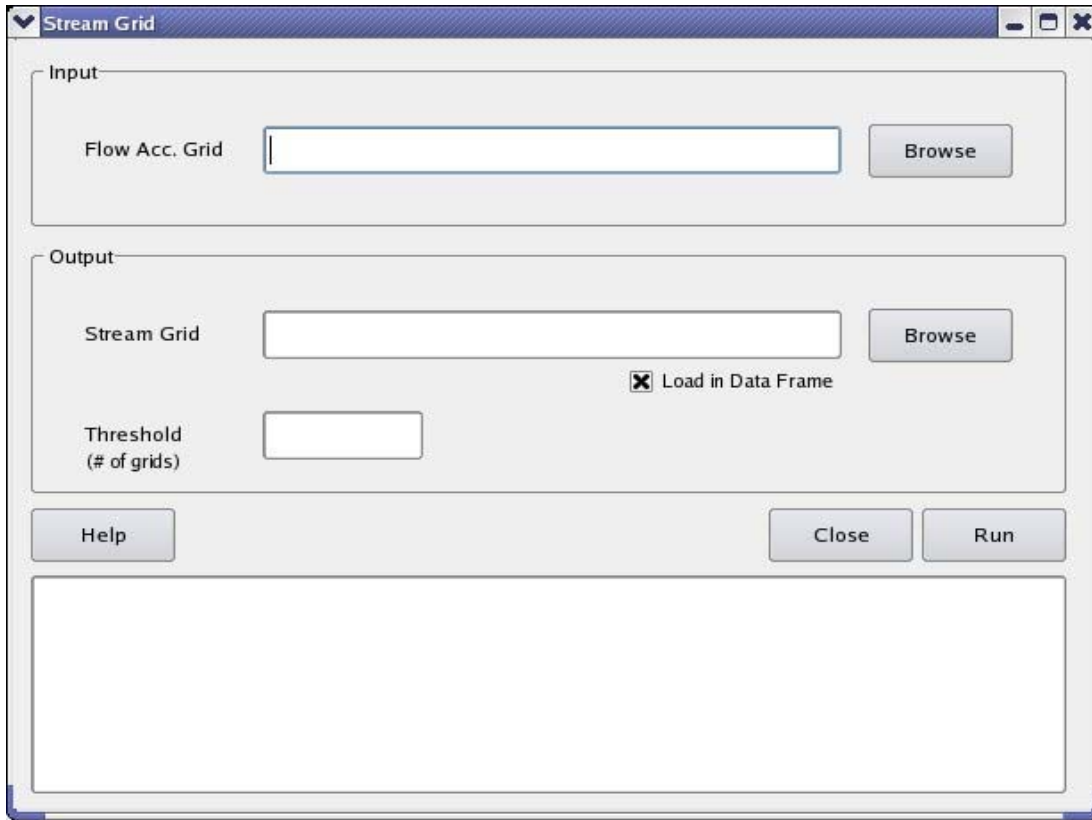 Stream Grid
Input
Flow Acc. Grid
Browse
Output
Stream Grid
Browse
Load in Data Frame
Threshold
(# of grids)
Help
Close
Run